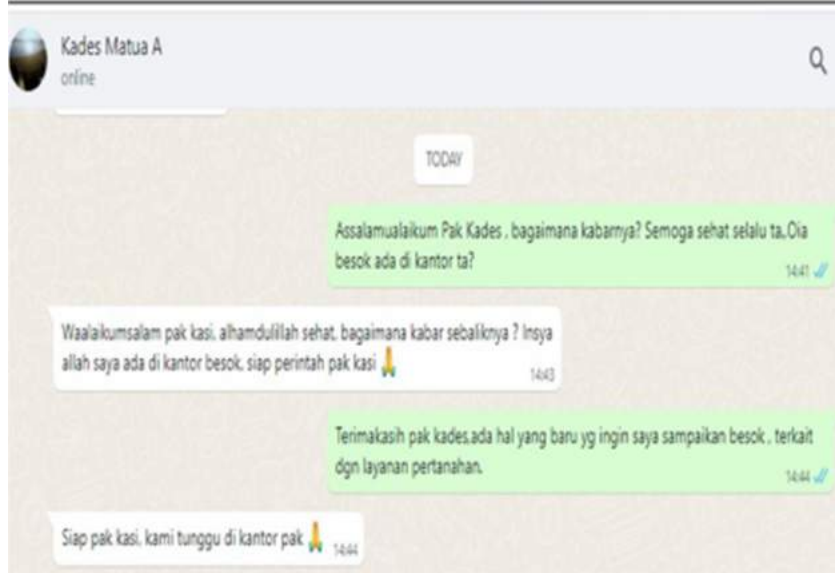 Kades Matua A
online
TODAY
Assalamualaikum Pak Kades , bagaimana kabarnya? Semoga sehat selalu ta,.Oia
besok ada di kantor ta?
14:41
Waalaikumsalam pak kasi, alhamdulillah sehat, bagaimana kabar sebaliknya ? Insya
allah saya ada di kantor besok, siap perintah pak kasi 🙏
14:43
Terimakasih pak kades,ada hal yang baru yg ingin saya sampaikan besok , terkait
dgn layanan pertanahan.
14:44
Siap pak kasi, kami tunggu di kantor pak 🙏 14:44